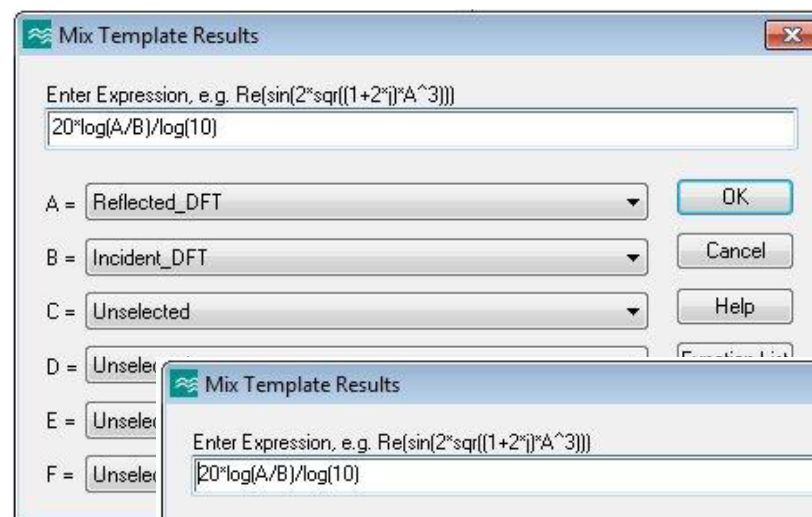 Mix Template Results
Enter Expression, e.g. Re(sin(2*sqr((1+2*j)*A^3)))
20*log(A/B)/log(10)
A = Reflected_DFT
OK
B = Incident_DFT
Cancel
C = Unselected
Help
D =
E =
F =
Mix Template Results
Enter Expression, e.g. Re(sin(2*sqr((1+2*j)*A^3)))
20*log(A/B)/log(10)